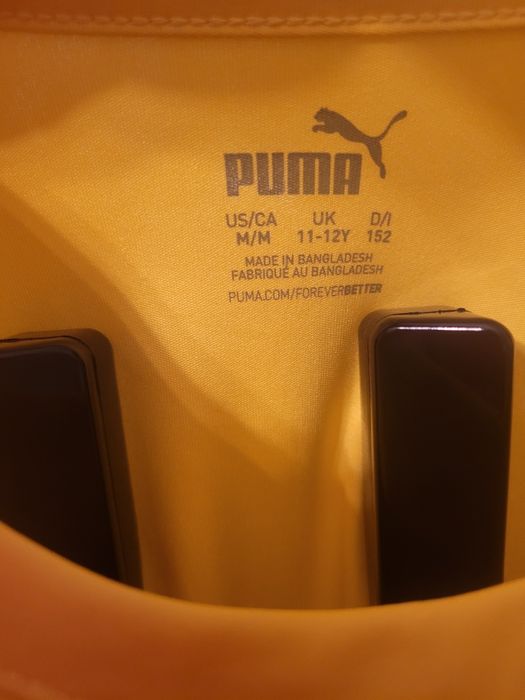 PUMA
US/CA UK D/I
M/M 11-12Y 152
MADE IN BANGLADESH
FABRIQUÉ AU BANGLADESH
PUMA.COM/FOREVERBETTER